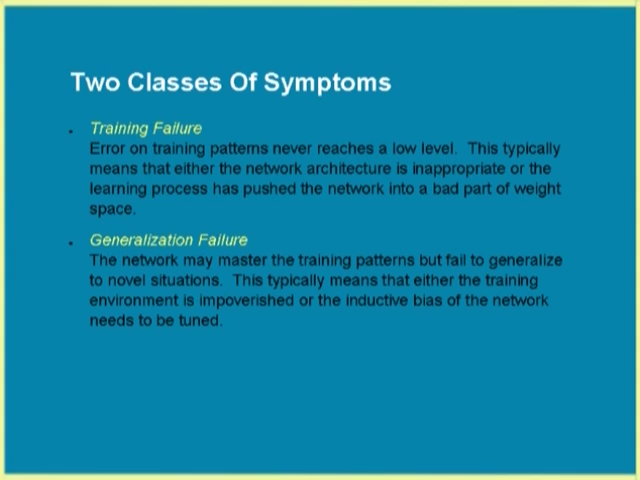 Two Classes Of Symptoms
Training Failure
Error on training patterns never reaches a low level. This typically
means that either the network architecture is inappropriate or the
learning process has pushed the network into a bad part of weight
space.
Generalization Failure
The network may master the training patterns but fail to generalize
to novel situations. This typically means that either the training
environment is impoverished or the inductive bias of the network
needs to be tuned.